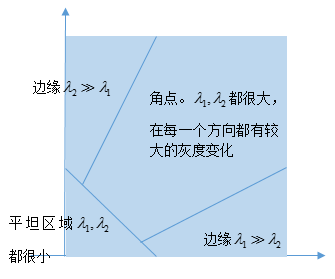 边缘 λ₂ ≫ λ₁
角点。λ₁, λ₂ 都很大，
在每一个方向都有较
大的灰度变化
平坦区域 λ₁, λ₂
都很小
边缘 λ₁ ≫ λ₂